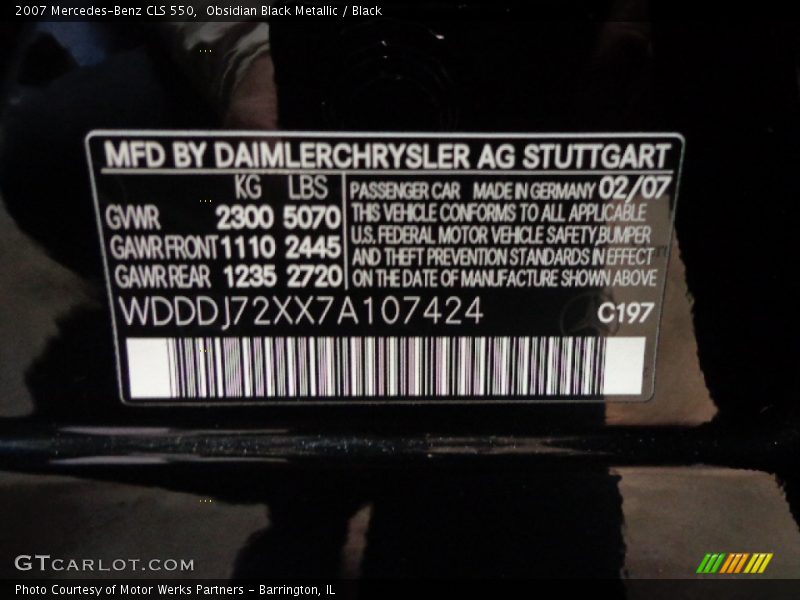 2007 Mercedes-Benz CLS 550,  Obsidian Black Metallic / Black
MFD BY DAIMLERCHRYSLER AG STUTTGART
KG LBS
GVWR 2300 5070
GAWR FRONT 1110 2445
GAWR REAR 1235 2720
PASSENGER CAR MADE IN GERMANY 02/07
THIS VEHICLE CONFORMS TO ALL APPLICABLE
U.S. FEDERAL MOTOR VEHICLE SAFETY, BUMPER
AND THEFT PREVENTION STANDARDS IN EFFECT
ON THE DATE OF MANUFACTURE SHOWN ABOVE
WDDDJ72XX7A107424 C197
GTCARLOT.COM
Photo Courtesy of Motor Werks Partners - Barrington, IL